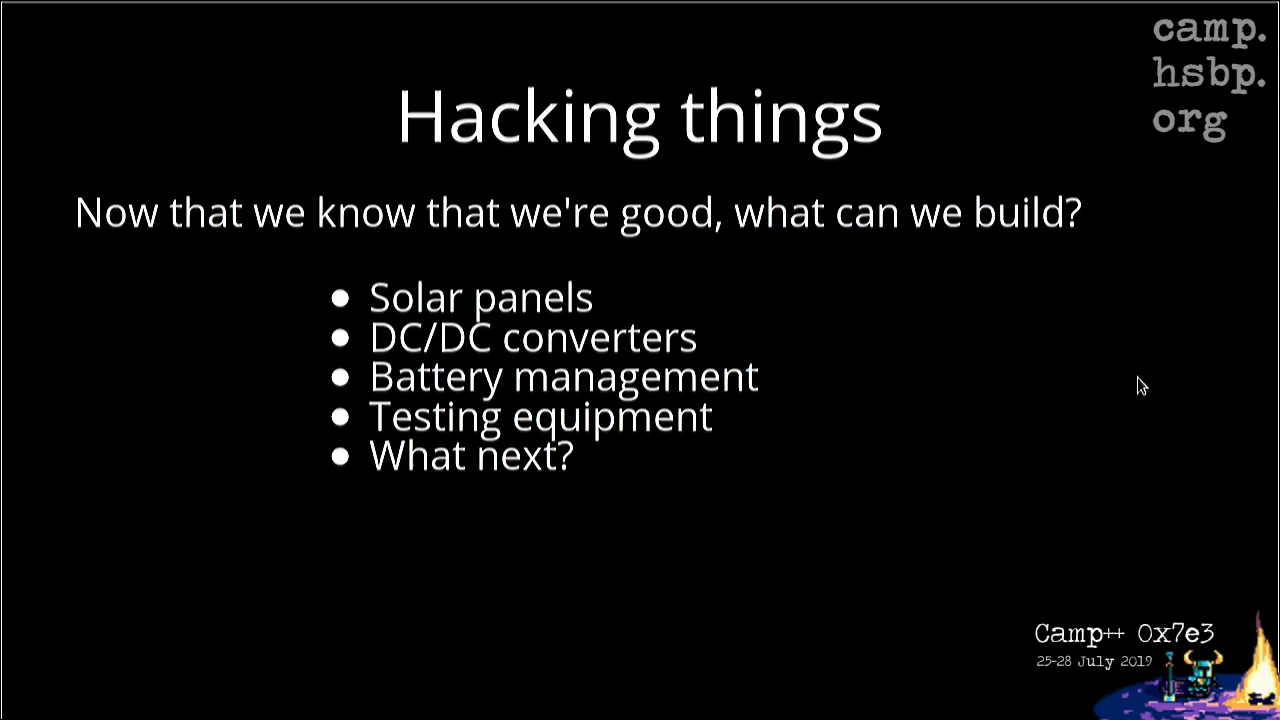 camp.
hsbp.
org
Hacking things
Now that we know that we're good, what can we build?
• Solar panels
• DC/DC converters
• Battery management
• Testing equipment
• What next?
Camp++ 0x7e3
25-28 July 2019